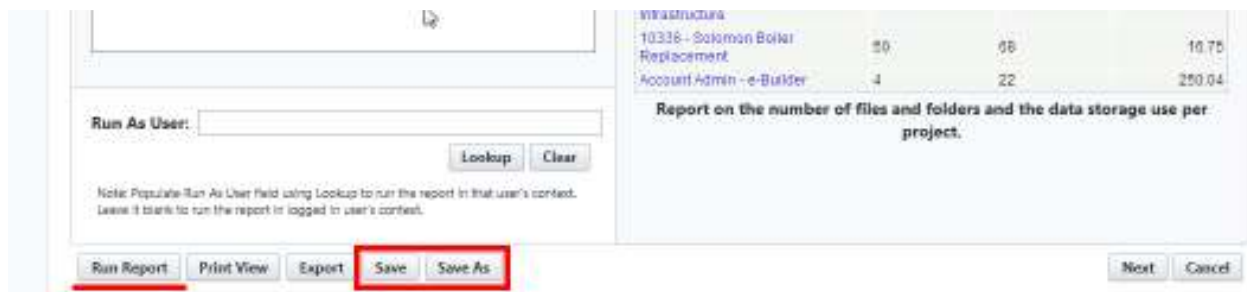 Infrastructure
10336 - Solomon Boiler
Replacement
50 68 16.75
Account Admin - e-Builder 4 22 250.04
Report on the number of files and folders and the data storage use per
project.
Run As User:
Lookup Clear
Note: Populate Run As User field using Lookup to run the report in that user's context.
Leave it blank to run the report in logged in user's context.
Run Report Print View Export Save Save As Next Cancel